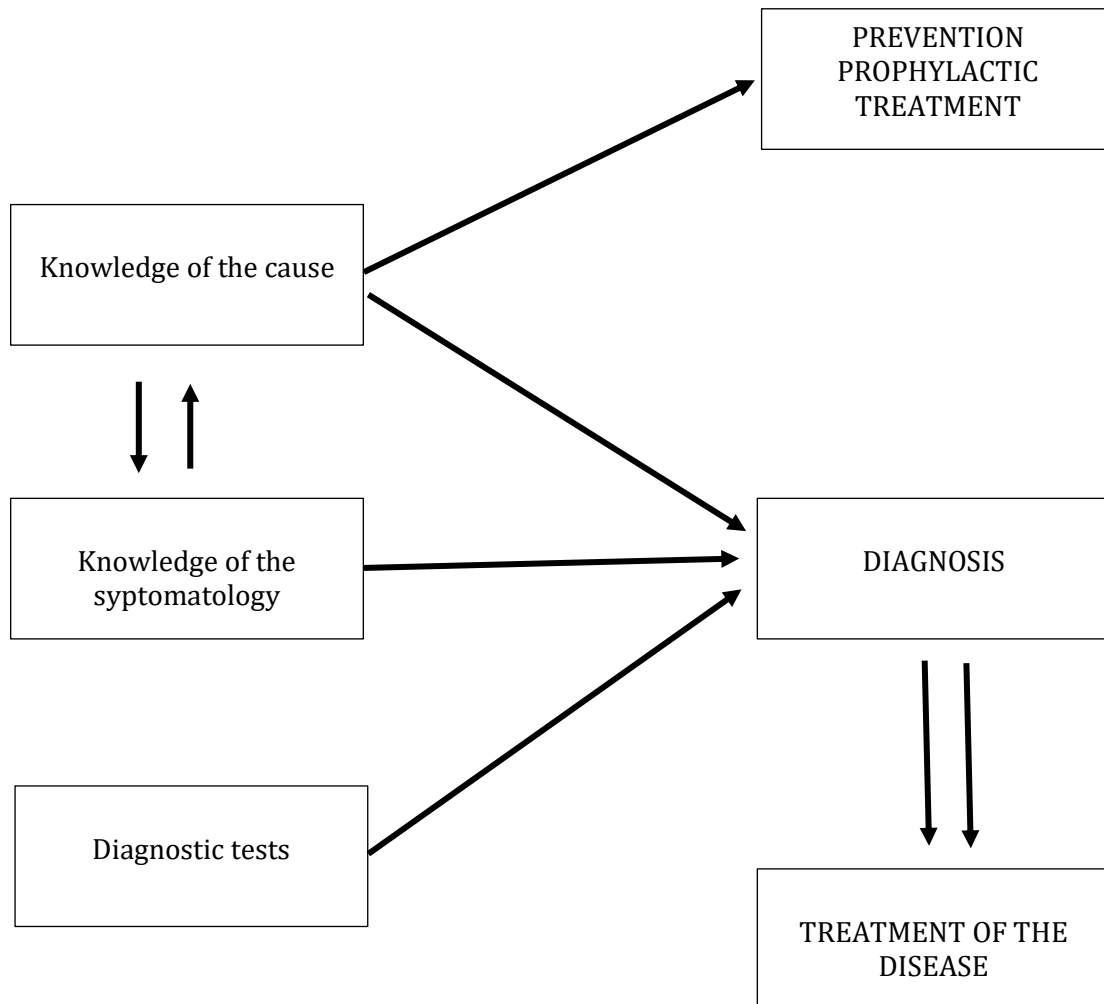 PREVENTION
PROPHYLACTIC
TREATMENT
Knowledge of the cause
Knowledge of the
syptomatology
DIAGNOSIS
Diagnostic tests
TREATMENT OF THE
DISEASE